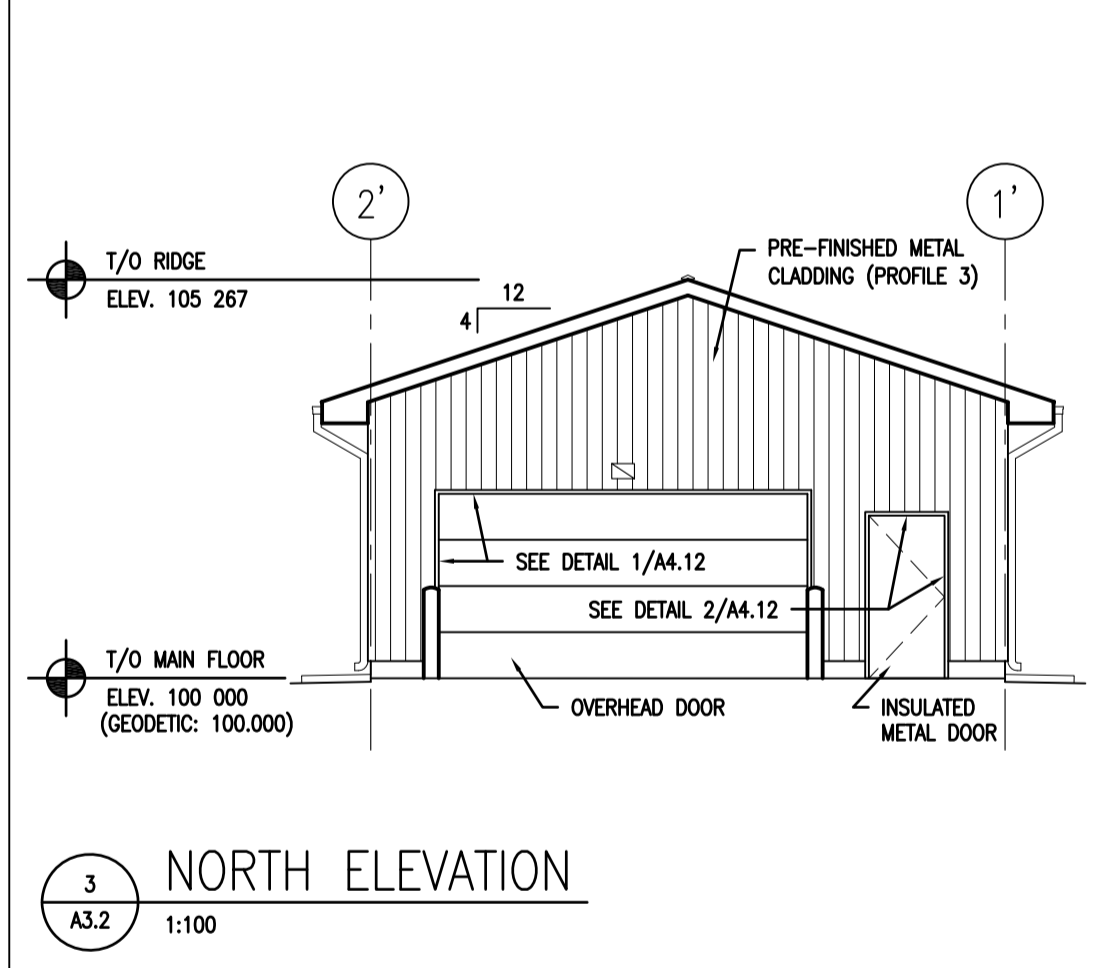 2'
1'
T/O RIDGE
ELEV. 105 267
12
4
PRE-FINISHED METAL
CLADDING (PROFILE 3)
SEE DETAIL 1/A4.12
SEE DETAIL 2/A4.12
T/O MAIN FLOOR
ELEV. 100 000
(GEODETIC: 100.000)
OVERHEAD DOOR
INSULATED
METAL DOOR
3
A3.2
NORTH ELEVATION
1:100